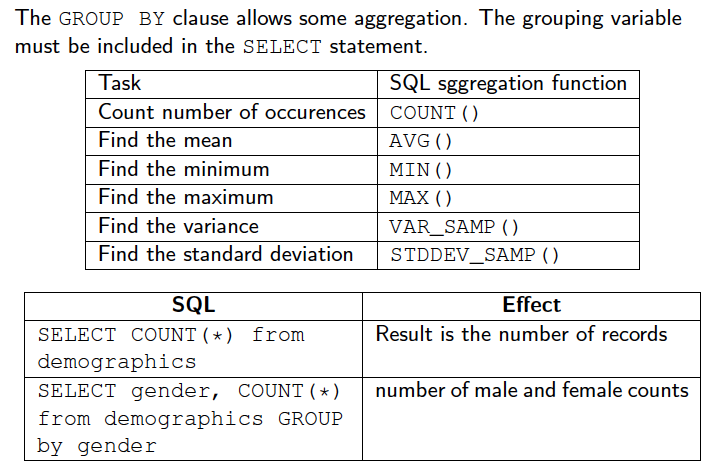 The GROUP BY clause allows some aggregation. The grouping variable
must be included in the SELECT statement.
Task SQL sggregation function
Count number of occurences COUNT()
Find the mean AVG()
Find the minimum MIN()
Find the maximum MAX()
Find the variance VAR_SAMP()
Find the standard deviation STDDEV_SAMP()
SQL Effect
SELECT COUNT(*) from Result is the number of records
demographics
SELECT gender, COUNT(*) number of male and female counts
from demographics GROUP
by gender